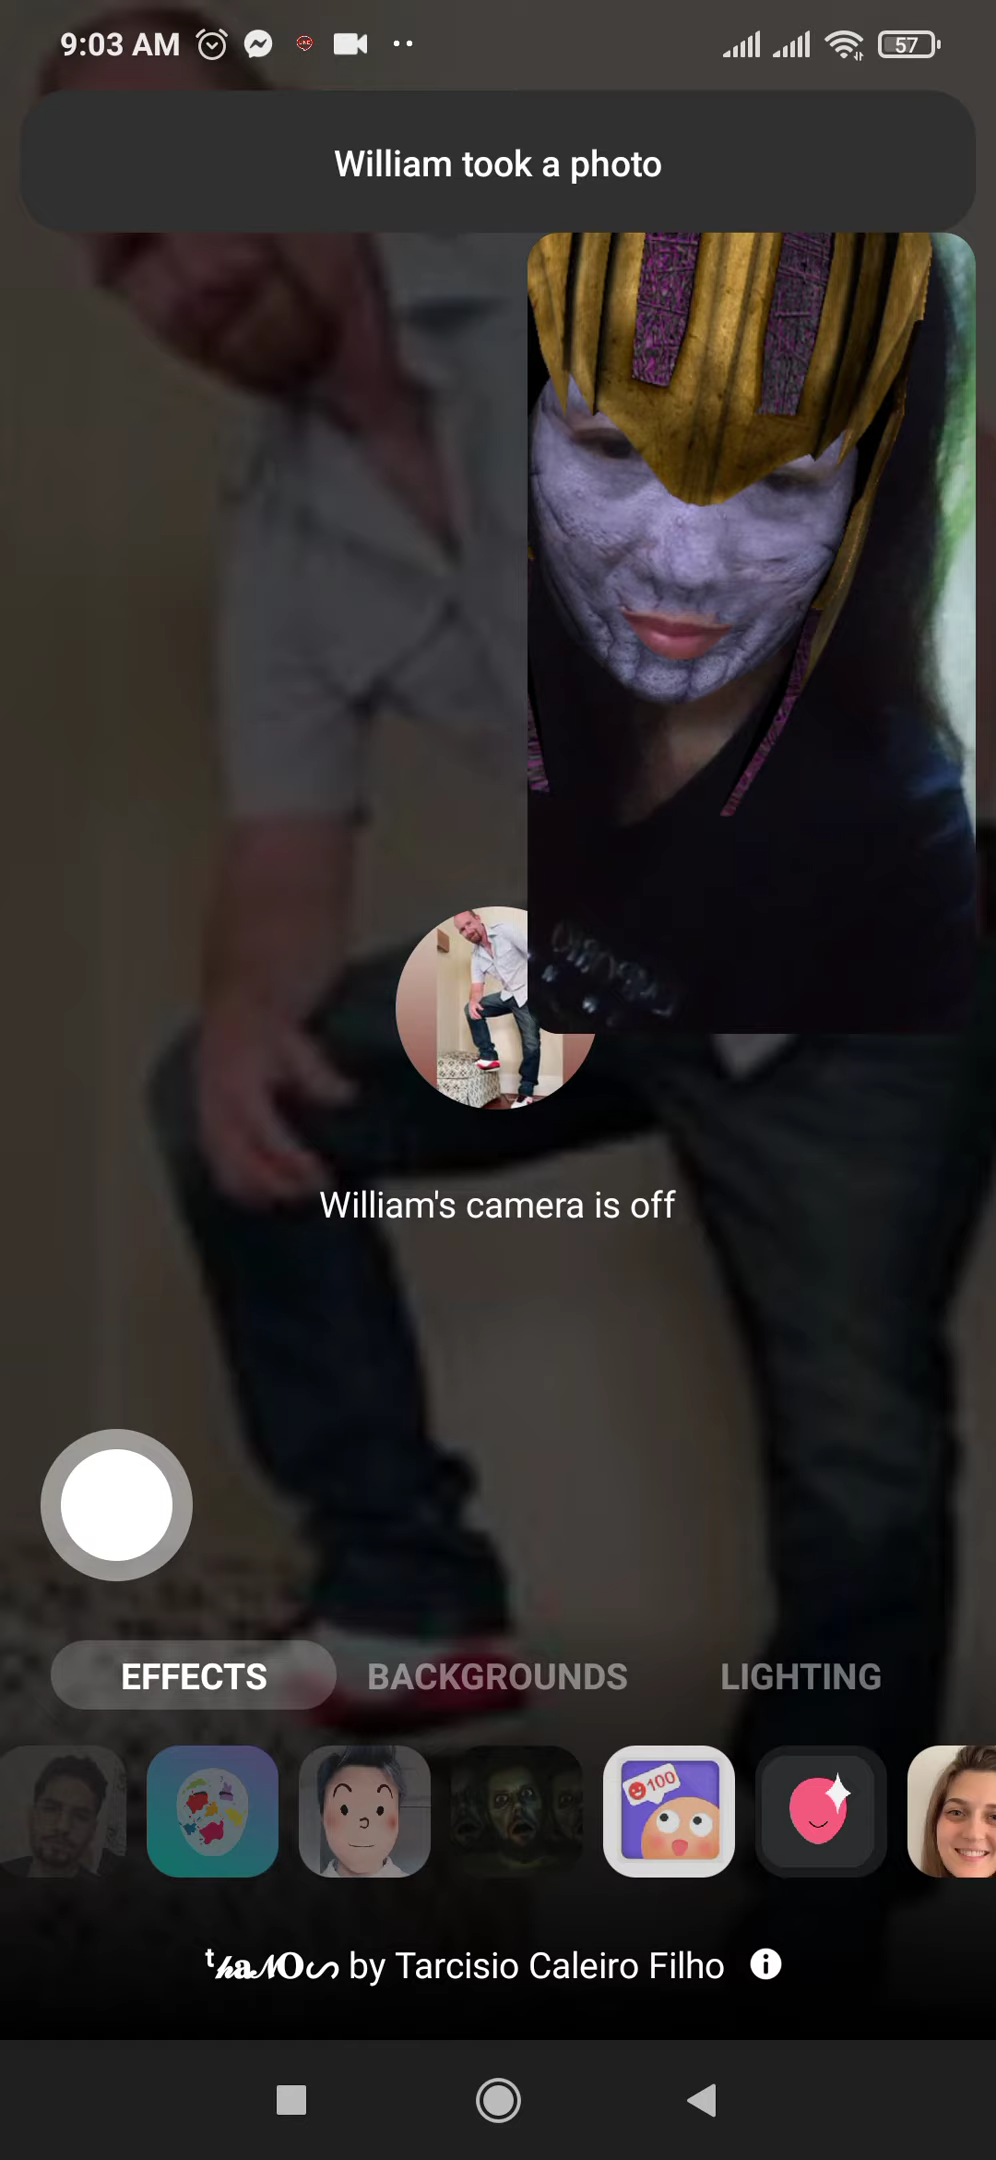 9:03 AM
57
William took a photo
William's camera is off
EFFECTS BACKGROUNDS LIGHTING
100
ᵗ𝓱𝓪𝓝𝐎𝓼 by Tarcisio Caleiro Filho